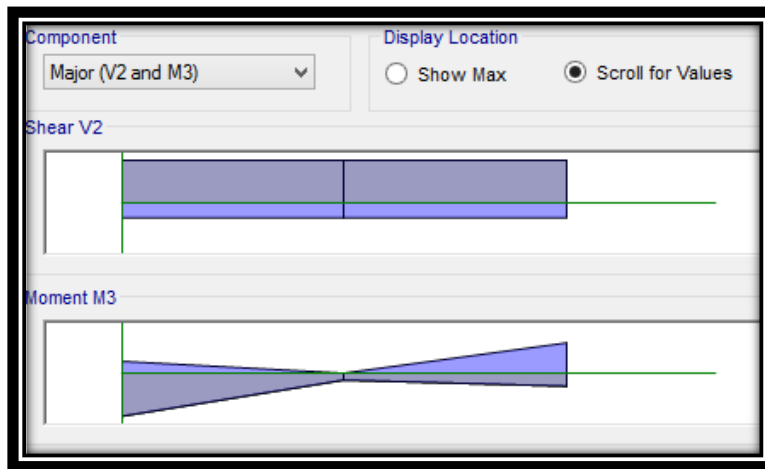 Component
Display Location
Major (V2 and M3)
Show Max
Scroll for Values
Shear V2
Moment M3